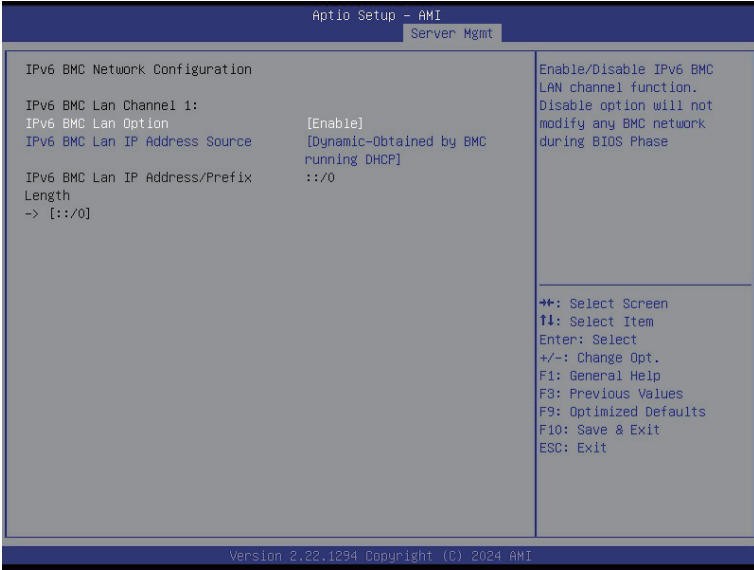 Aptio Setup – AMI
Server Mgmt
IPv6 BMC Network Configuration
IPv6 BMC Lan Channel 1:
IPv6 BMC Lan Option [Enable]
IPv6 BMC Lan IP Address Source [Dynamic-Obtained by BMC
running DHCP]
IPv6 BMC Lan IP Address/Prefix ::/0
Length
-> [::/0]
Enable/Disable IPv6 BMC
LAN channel function.
Disable option will not
modify any BMC network
during BIOS Phase
→←: Select Screen
↑↓: Select Item
Enter: Select
+/-: Change Opt.
F1: General Help
F3: Previous Values
F9: Optimized Defaults
F10: Save & Exit
ESC: Exit
Version 2.22.1294 Copyright (C) 2024 AMI